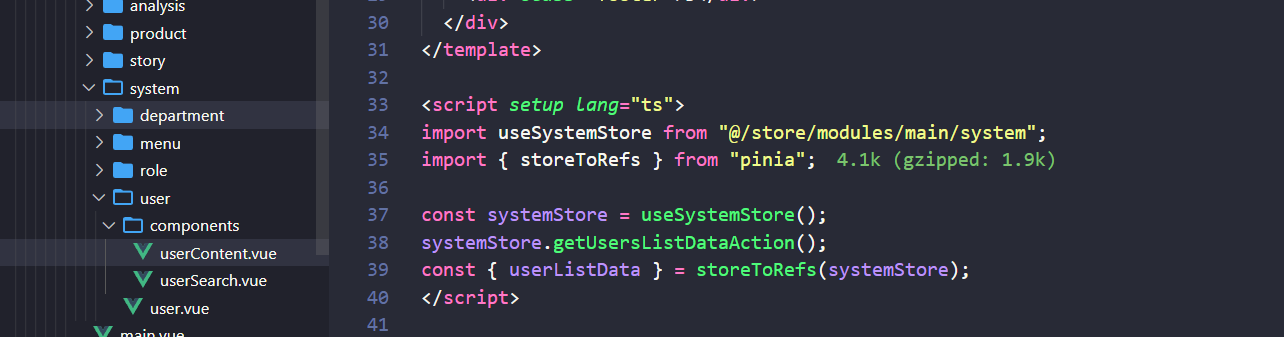 analysis
product
story
system
department
menu
role
user
components
userContent.vue
userSearch.vue
user.vue
main.vue
30 </div>
31 </template>
32
33 <script setup lang="ts">
34 import useSystemStore from "@/store/modules/main/system";
35 import { storeToRefs } from "pinia"; 4.1k (gzipped: 1.9k)
36
37 const systemStore = useSystemStore();
38 systemStore.getUsersListDataAction();
39 const { userListData } = storeToRefs(systemStore);
40 </script>
41